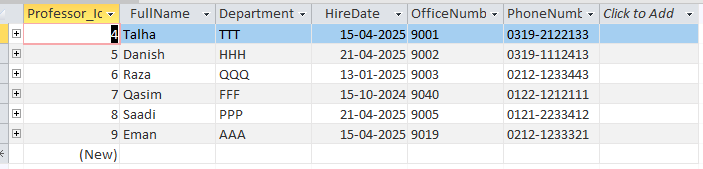 Professor_Id FullName Department HireDate OfficeNumb PhoneNumb Click to Add
4 Talha TTT 15-04-2025 9001 0319-2122133
5 Danish HHH 21-04-2025 9002 0319-1112413
6 Raza QQQ 13-01-2025 9003 0212-1233443
7 Qasim FFF 15-10-2024 9040 0122-1212111
8 Saadi PPP 21-04-2025 9005 0121-2233412
9 Eman AAA 15-04-2025 9019 0212-1233321
(New)